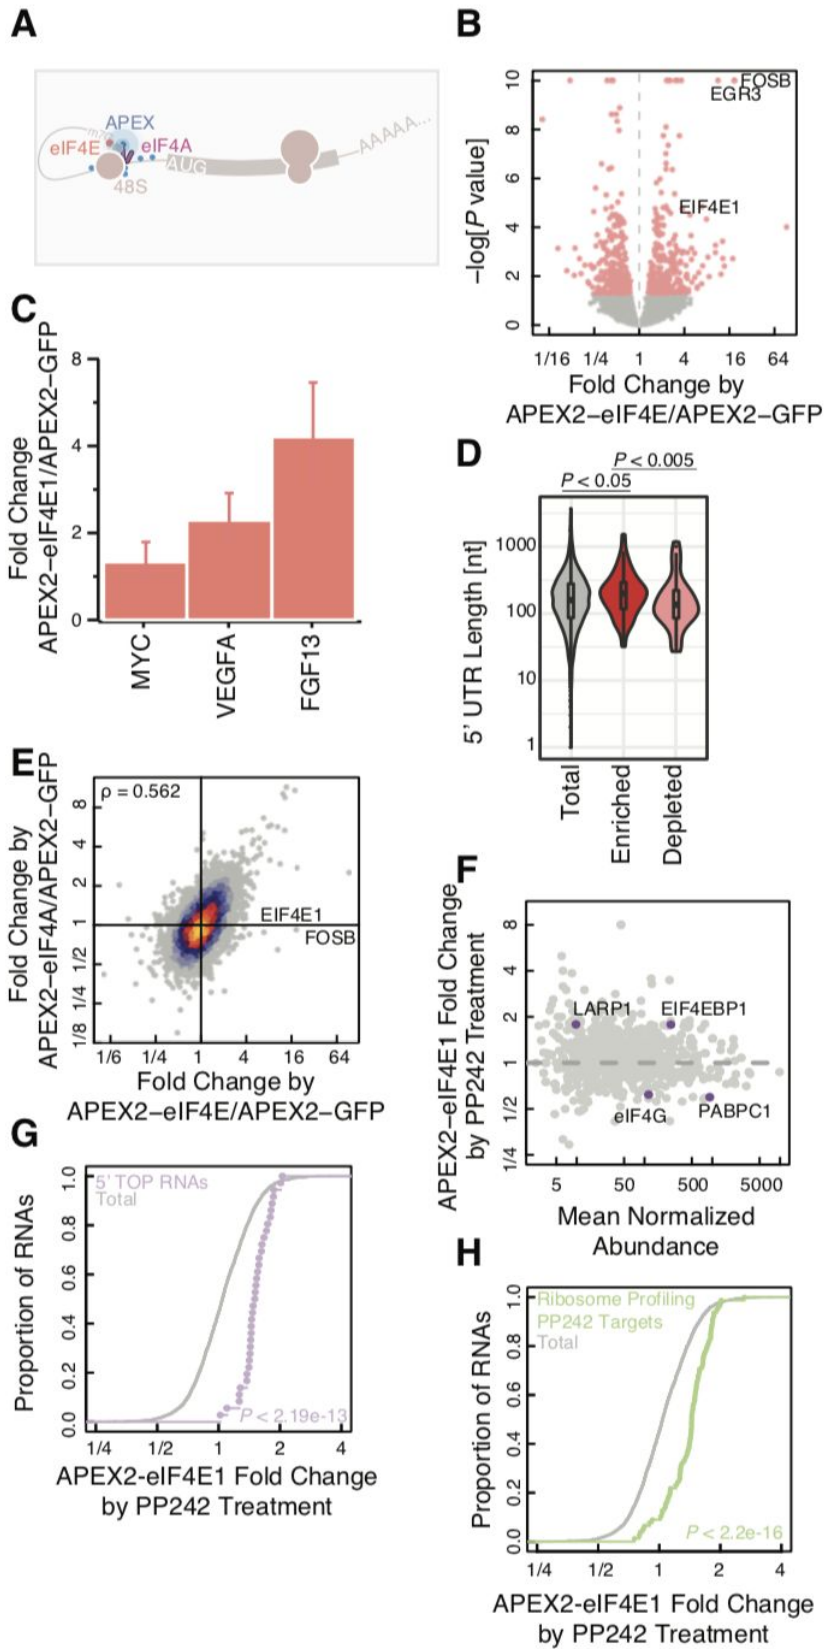 A
APEX
m7G
eIF4E
eIF4A
AUG
AAAAA...
48S
B
−log[P value]
10
8
6
4
2
0
FOSB
EGR3
EIF4E1
1/16 1/4 1 4 16 64
Fold Change by
APEX2−eIF4E/APEX2−GFP
C
Fold Change
APEX2−eIF4E1/APEX2−GFP
8
4
2
0
MYC
VEGFA
FGF13
D
P < 0.005
P < 0.05
5' UTR Length [nt]
1000
100
10
1
Total
Enriched
Depleted
E
Fold Change by
APEX2−eIF4A/APEX2−GFP
ρ = 0.562
8
4
2
1
1/2
1/4
1/8
EIF4E1
FOSB
1/6 1/4 1 4 16 64
Fold Change by
APEX2−eIF4E/APEX2−GFP
F
APEX2−eIF4E1 Fold Change
by PP242 Treatment
8
4
2
1
1/2
1/4
LARP1
EIF4EBP1
eIF4G
PABPC1
5 50 500 5000
Mean Normalized
Abundance
G
Proportion of RNAs
1.0
0.8
0.6
0.4
0.2
0.0
5' TOP RNAs
Total
P < 2.19e-13
1/4 1/2 1 2 4
APEX2-eIF4E1 Fold Change
by PP242 Treatment
H
Proportion of RNAs
1.0
0.8
0.6
0.4
0.2
0.0
Ribosome Profiling
PP242 Targets
Total
P < 2.2e-16
1/4 1/2 1 2 4
APEX2-eIF4E1 Fold Change
by PP242 Treatment